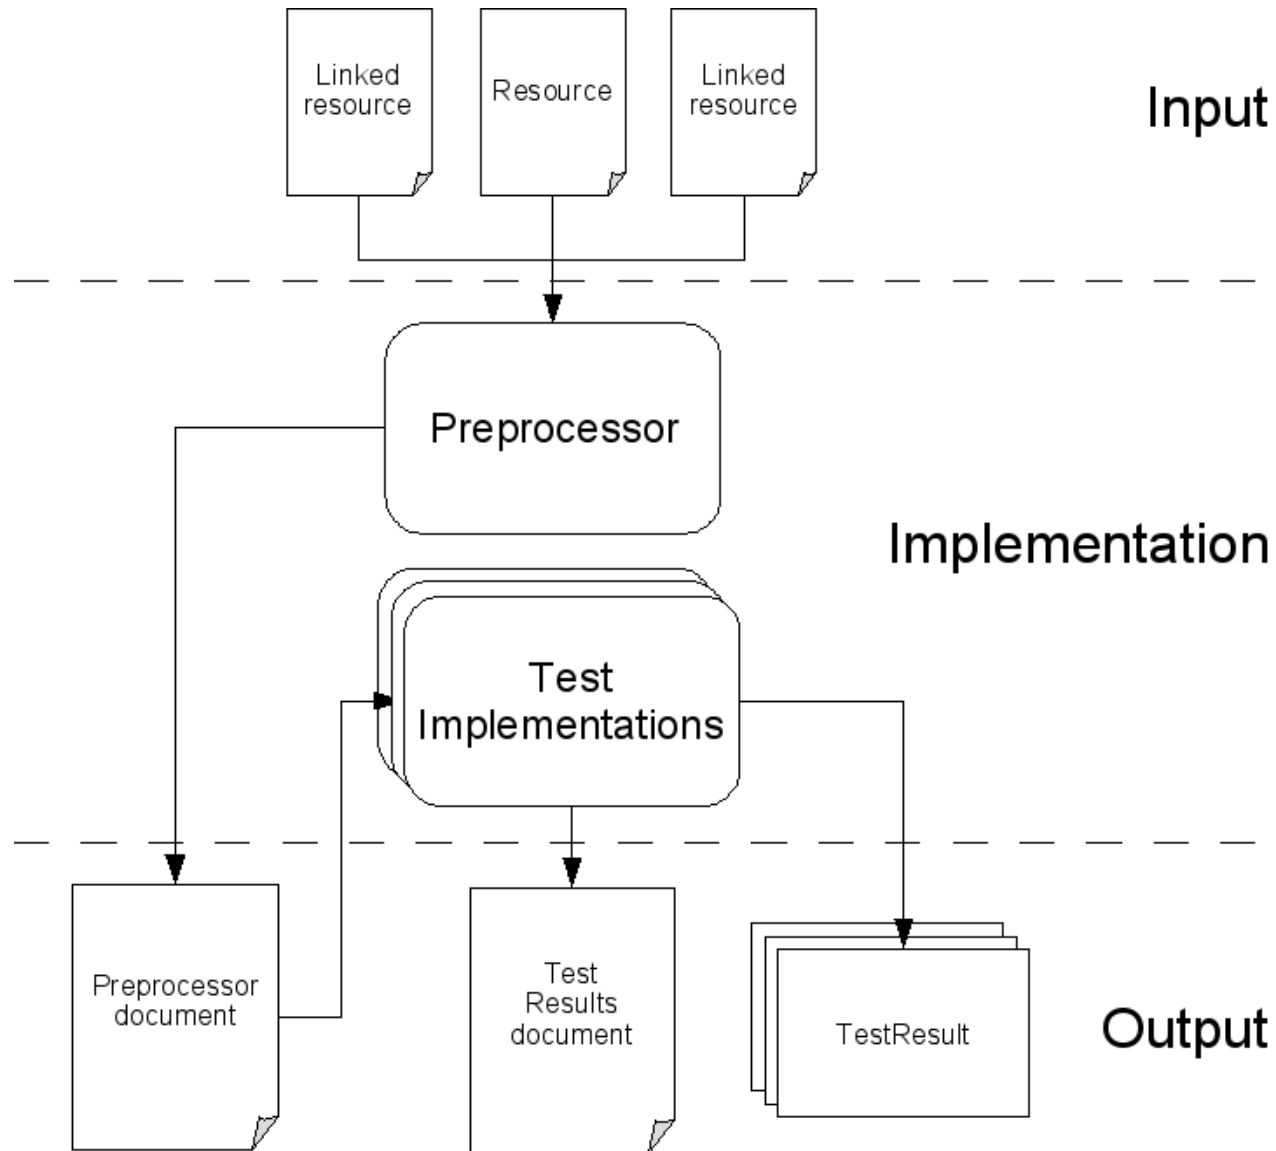 Linked
resource
Resource
Linked
resource
Input
Preprocessor
Implementation
Test
Implementations
Preprocessor
document
Test
Results
document
TestResult
Output